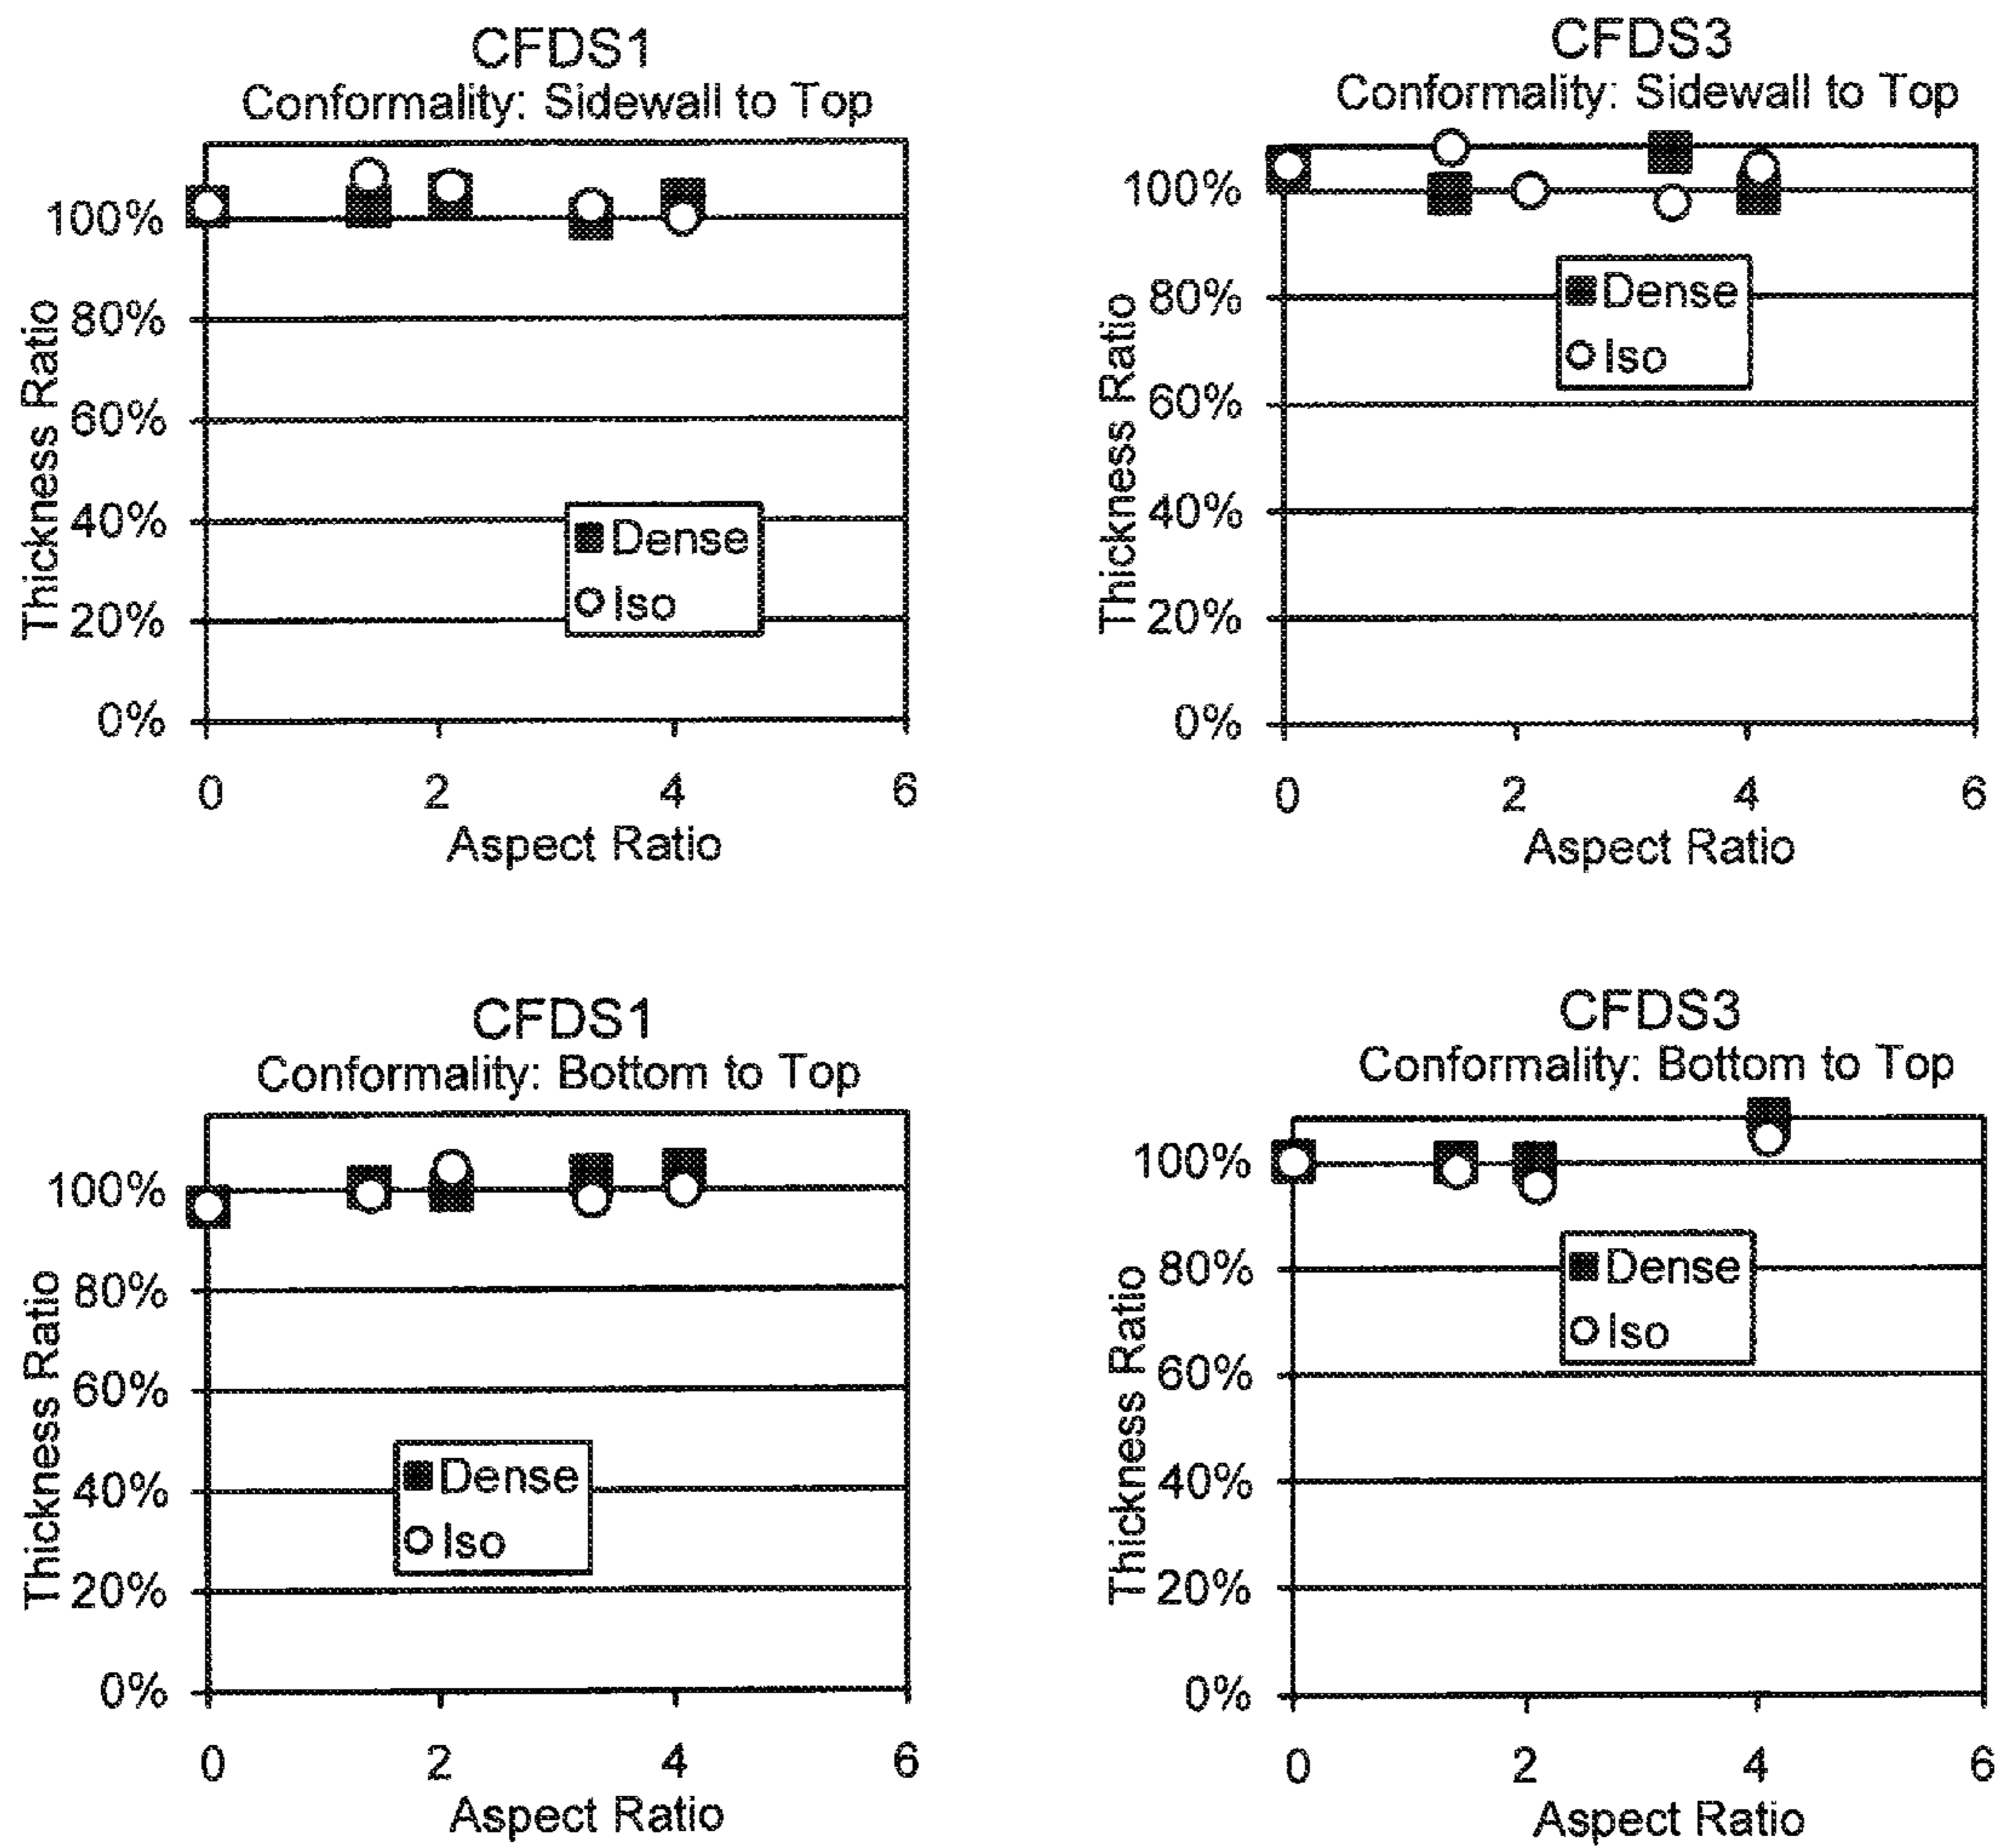 CFDS1
Conformality: Sidewall to Top
Thickness Ratio
100%
80%
60%
40%
20%
0%
Dense
Iso
0 2 4 6
Aspect Ratio
CFDS3
Conformality: Sidewall to Top
Thickness Ratio
100%
80%
60%
40%
20%
0%
Dense
Iso
0 2 4 6
Aspect Ratio
CFDS1
Conformality: Bottom to Top
Thickness Ratio
100%
80%
60%
40%
20%
0%
Dense
Iso
0 2 4 6
Aspect Ratio
CFDS3
Conformality: Bottom to Top
Thickness Ratio
100%
80%
60%
40%
20%
0%
Dense
Iso
0 2 4 6
Aspect Ratio